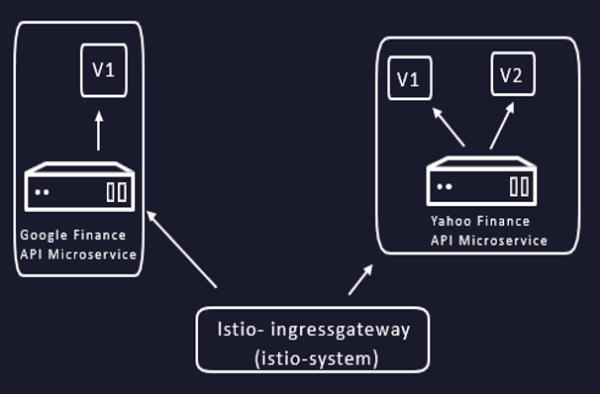 V1
Google Finance
API Microservice
V1
V2
Yahoo Finance
API Microservice
Istio- ingressgateway
(istio-system)